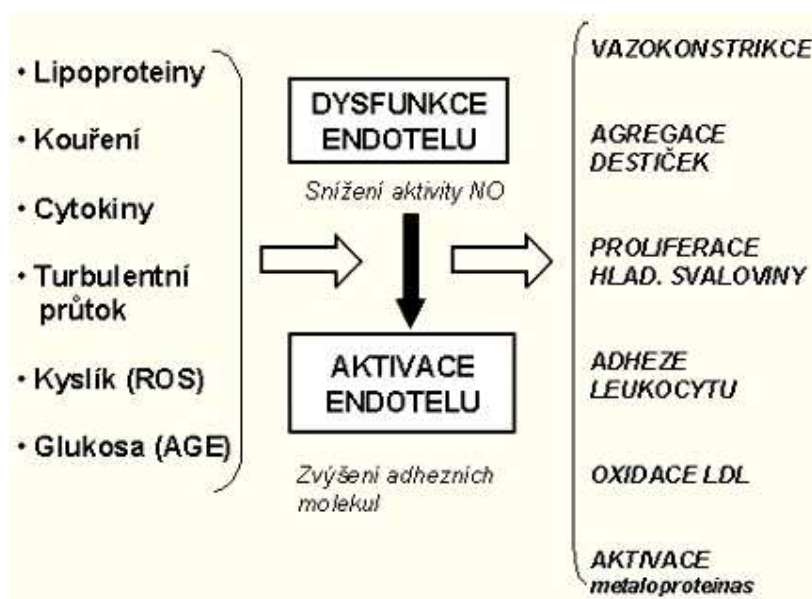 • Lipoproteiny
• Kouření
• Cytokiny
• Turbulentní
průtok
• Kyslík (ROS)
• Glukosa (AGE)
DYSFUNKCE
ENDOTELU
Snížení aktivity NO
AKTIVACE
ENDOTELU
Zvýšení adhezních
molekul
VAZOKONSTRIKCE
AGREGACE
DESTIČEK
PROLIFERACE
HLAD. SVALOVINY
ADHEZE
LEUKOCYTU
OXIDACE LDL
AKTIVACE
metaloproteinas